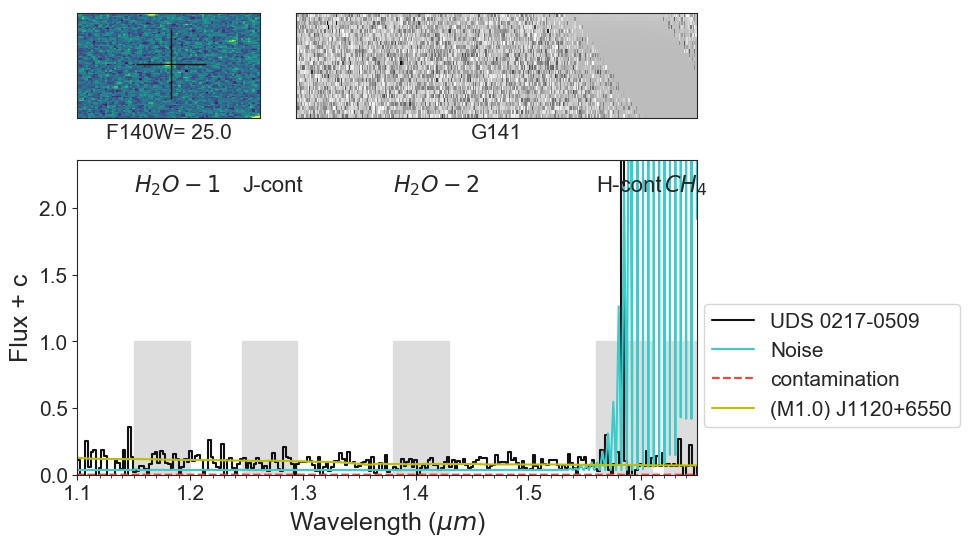 F140W= 25.0
G141
H₂O − 1
J-cont
H₂O − 2
H-cont
CH₄
Flux + c
2.0
1.5
1.0
0.5
0.0
1.1
1.2
1.3
1.4
1.5
1.6
Wavelength (μm)
UDS 0217-0509
Noise
contamination
(M1.0) J1120+6550